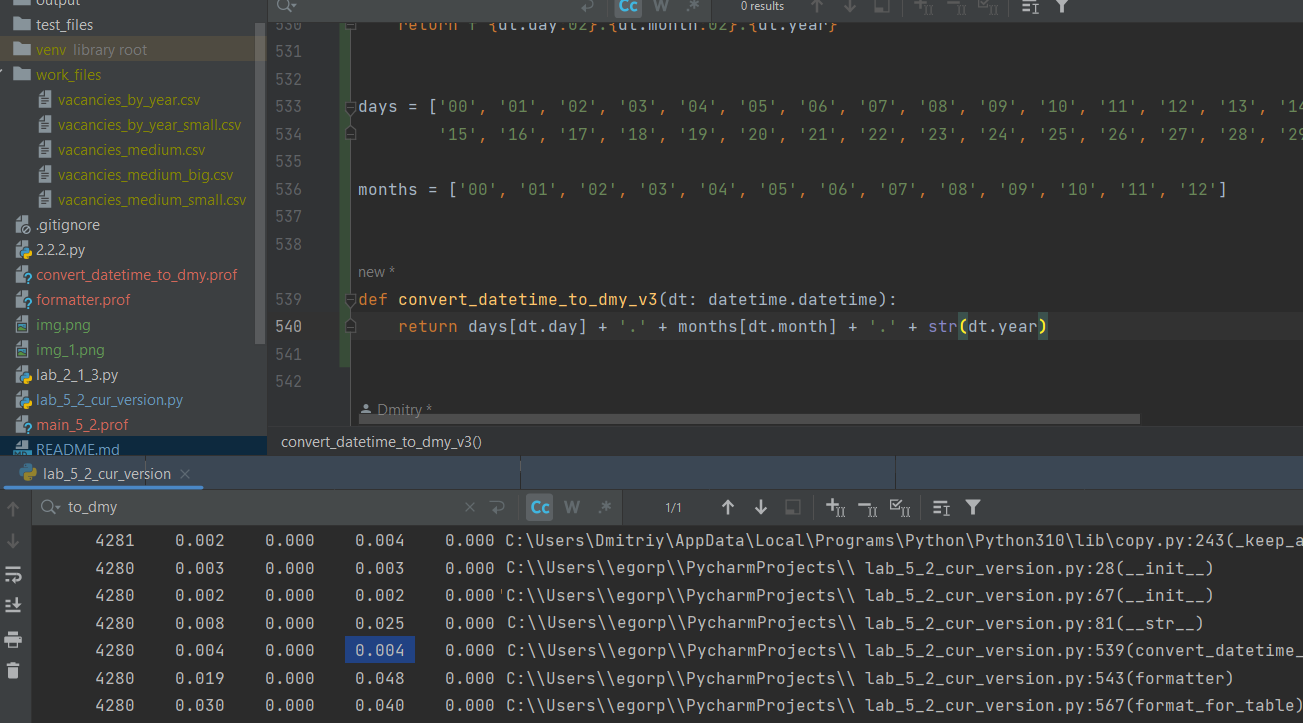 output
test_files
venv library root
work_files
vacancies_by_year.csv
vacancies_by_year_small.csv
vacancies_medium.csv
vacancies_medium_big.csv
vacancies_medium_small.csv
.gitignore
2.2.2.py
convert_datetime_to_dmy.prof
formatter.prof
img.png
img_1.png
lab_2_1_3.py
lab_5_2_cur_version.py
main_5_2.prof
README.md
Cc W .* 0 results
530 return f'{dt.day:02}.{dt.month:02}.{dt.year}'
531
532
533 days = ['00', '01', '02', '03', '04', '05', '06', '07', '08', '09', '10', '11', '12', '13', '14
534 '15', '16', '17', '18', '19', '20', '21', '22', '23', '24', '25', '26', '27', '28', '29
535
536 months = ['00', '01', '02', '03', '04', '05', '06', '07', '08', '09', '10', '11', '12']
537
538
new *
539 def convert_datetime_to_dmy_v3(dt: datetime.datetime):
540 return days[dt.day] + '.' + months[dt.month] + '.' + str(dt.year)
541
542
Dmitry *
convert_datetime_to_dmy_v3()
lab_5_2_cur_version
to_dmy Cc W .* 1/1
4281 0.002 0.000 0.004 0.000 C:\Users\Dmitriy\AppData\Local\Programs\Python\Python310\lib\copy.py:243(_keep_a
4280 0.003 0.000 0.003 0.000 C:\\Users\\egorp\\PycharmProjects\\ lab_5_2_cur_version.py:28(__init__)
4280 0.002 0.000 0.002 0.000 'C:\\Users\\egorp\\PycharmProjects\\ lab_5_2_cur_version.py:67(__init__)
4280 0.008 0.000 0.025 0.000 C:\\Users\\egorp\\PycharmProjects\\ lab_5_2_cur_version.py:81(__str__)
4280 0.004 0.000 0.004 0.000 C:\\Users\\egorp\\PycharmProjects\\ lab_5_2_cur_version.py:539(convert_datetime_
4280 0.019 0.000 0.048 0.000 C:\\Users\\egorp\\PycharmProjects\\ lab_5_2_cur_version.py:543(formatter)
4280 0.030 0.000 0.040 0.000 C:\\Users\\egorp\\PycharmProjects\\ lab_5_2_cur_version.py:567(format_for_table)